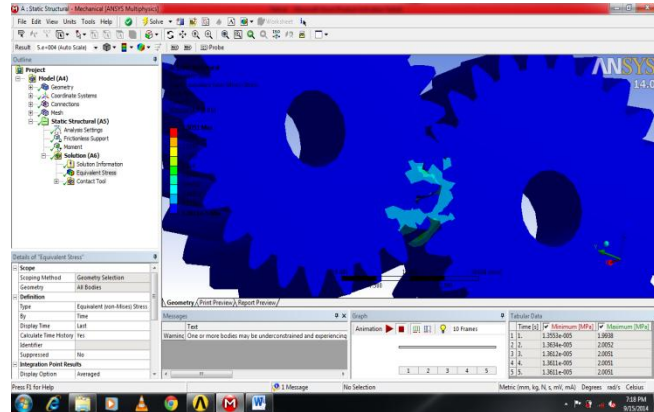 A : Static Structural - Mechanical [ANSYS Multiphysics]
File Edit View Units Tools Help Solve Worksheet
Result 5.e+004 (Auto Scale) Probe
Outline
Project
Model (A4)
Geometry
Coordinate Systems
Connections
Mesh
Static Structural (A5)
Analysis Settings
Frictionless Support
Moment
Solution (A6)
Solution Information
Equivalent Stress
Contact Tool
ANSYS
14.0
Details of "Equivalent Stress"
Scope
Scoping Method Geometry Selection
Geometry All Bodies
Definition
Type Equivalent (von-Mises) Stress
By Time
Display Time Last
Calculate Time History Yes
Identifier
Suppressed No
Integration Point Results
Display Option Averaged
Geometry Print Preview Report Preview
Messages
Text
Warning One or more bodies may be underconstrained and experiencing
Graph
Animation 10 Frames
1 2 3 4 5
Tabular Data
Time [s] Minimum [MPa] Maximum [MPa]
1 1. 1.3553e-005 1.9938
2 2. 1.3634e-005 2.0052
3 3. 1.3612e-005 2.0051
4 4. 1.3611e-005 2.0051
5 5. 1.3611e-005 2.0051
Press F1 for Help 1 Message No Selection Metric (mm, kg, N, s, mV, mA) Degrees rad/s Celsius
7:18 PM
9/15/2014